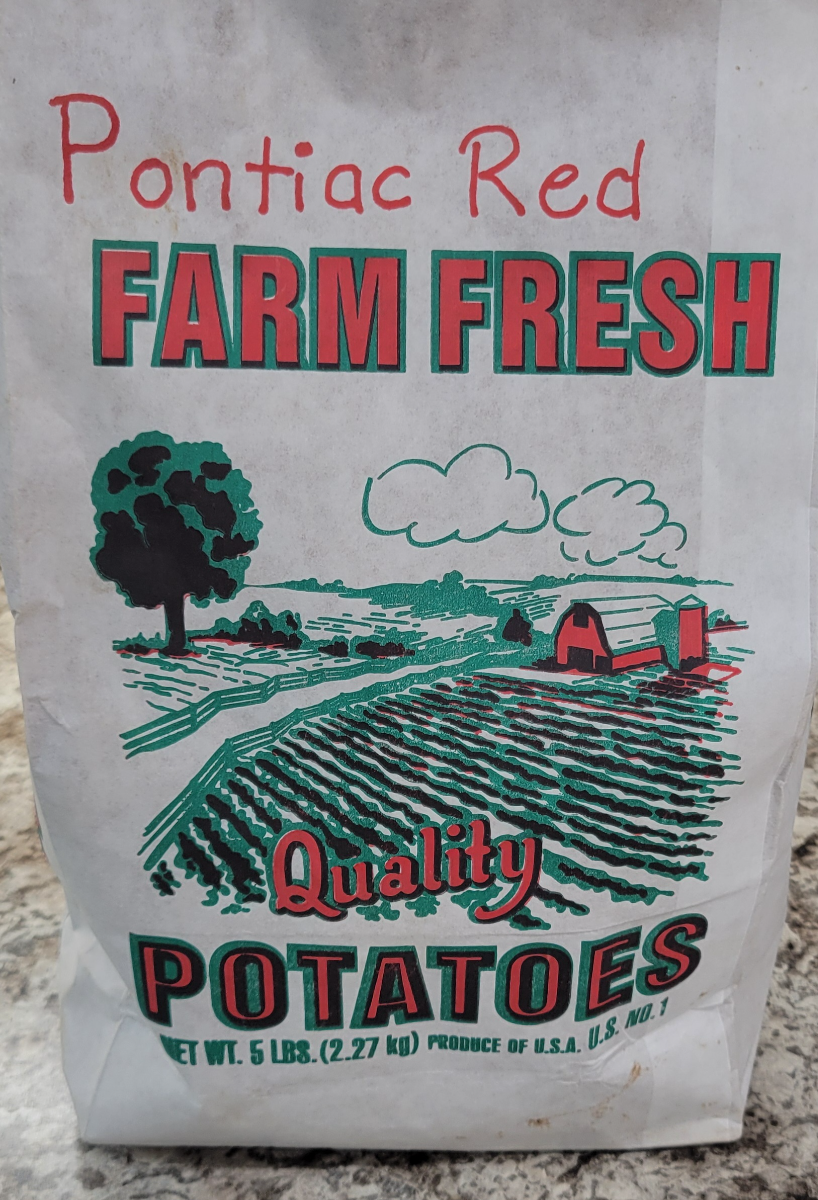 Pontiac Red
FARM FRESH
Quality
POTATOES
NET WT. 5 LBS. (2.27 kg) PRODUCE OF U.S.A. U.S. NO. 1